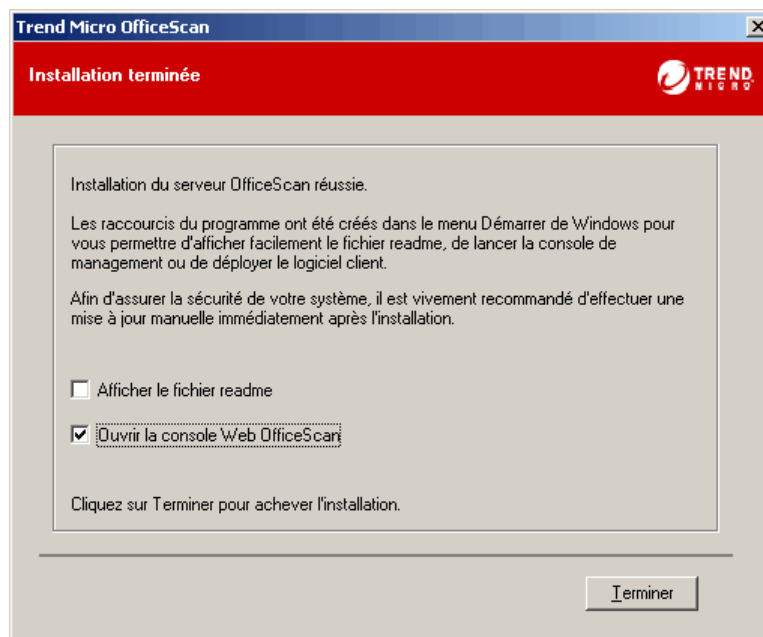 Trend Micro OfficeScan
Installation terminée
TREND
MICRO
Installation du serveur OfficeScan réussie.
Les raccourcis du programme ont été créés dans le menu Démarrer de Windows pour
vous permettre d'afficher facilement le fichier readme, de lancer la console de
management ou de déployer le logiciel client.
Afin d'assurer la sécurité de votre système, il est vivement recommandé d'effectuer une
mise à jour manuelle immédiatement après l'installation.
Afficher le fichier readme
Ouvrir la console Web OfficeScan
Cliquez sur Terminer pour achever l'installation.
Terminer